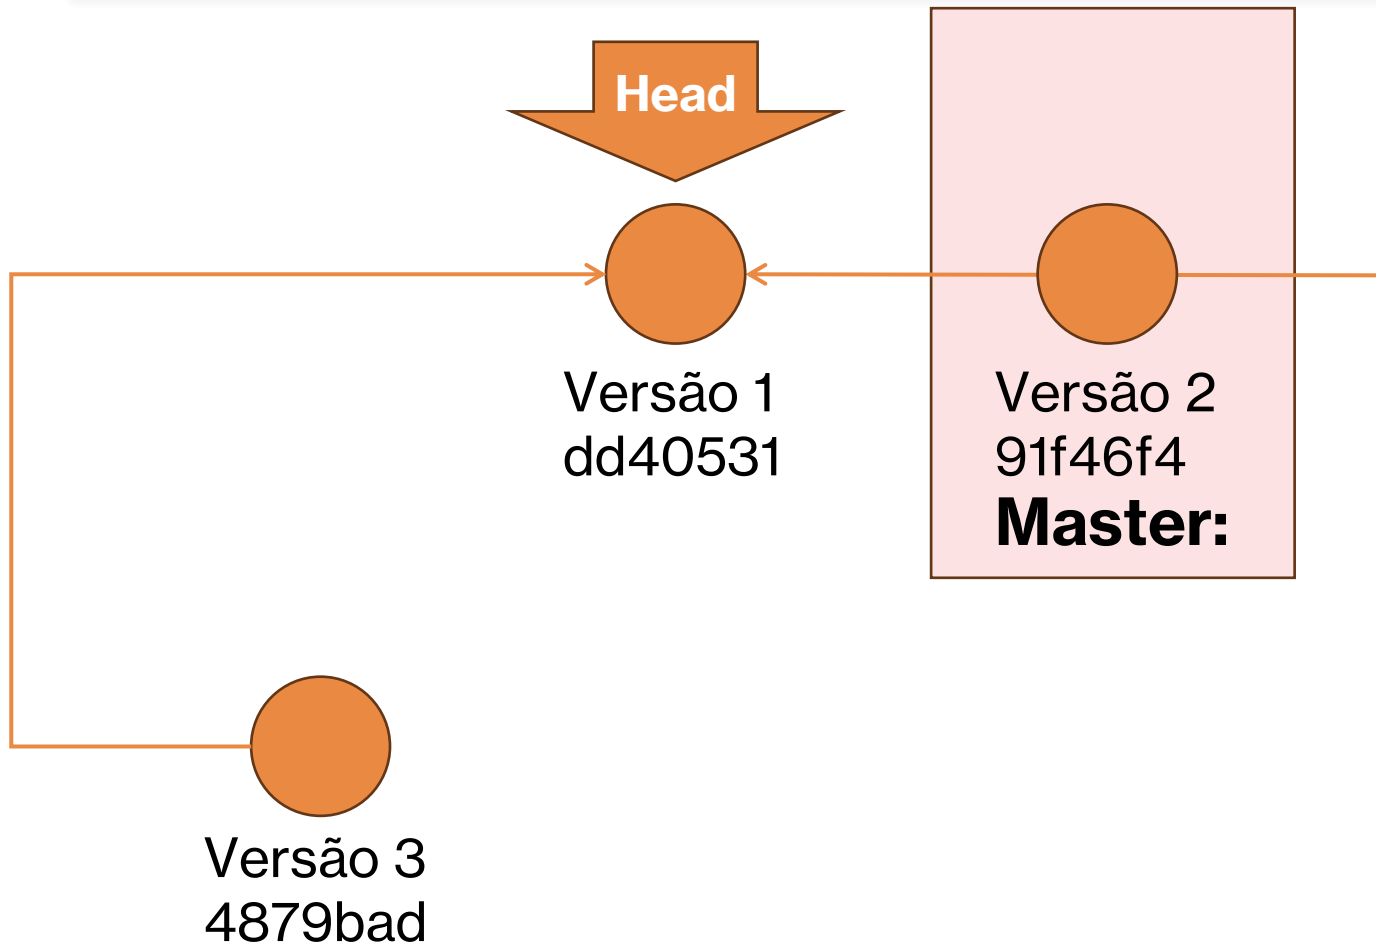 Head
Versão 1
dd40531
Versão 2
91f46f4
Master:
Versão 3
4879bad